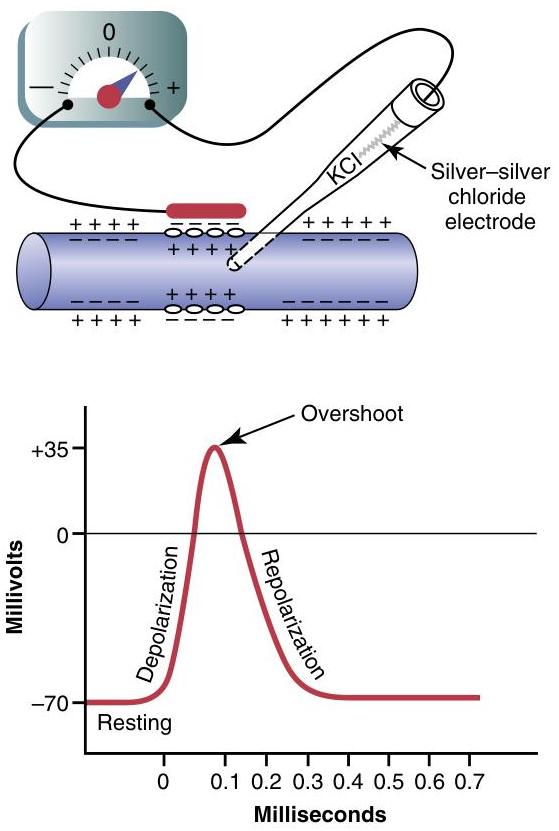 0
— +
KCl
Silver–silver
chloride
electrode
+ + + +
– – – –
– – – –
+ + + +
+ + + + + +
– – – – – –
+ + + +
– – – –
– – – –
+ + + +
– – – – – –
+ + + + + +
Overshoot
+35
0
–70
Millivolts
Depolarization
Repolarization
Resting
0 0.1 0.2 0.3 0.4 0.5 0.6 0.7
Milliseconds